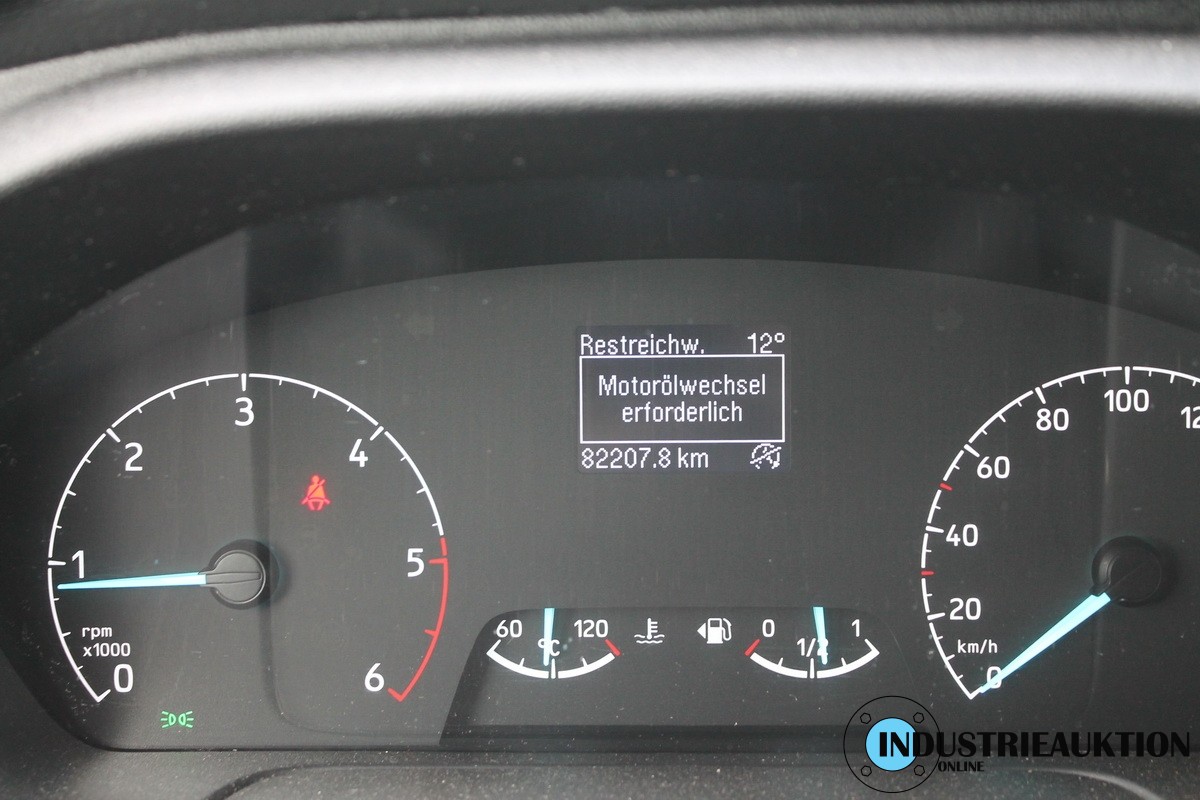 Restreichw. 12°
Motorölwechsel
erforderlich
82207.8 km
0
1
2
3
4
5
6
rpm
x1000
60
120
°C
0
1/2
1
0
20
40
60
80
100
km/h
INDUSTRIEAUKTION
ONLINE